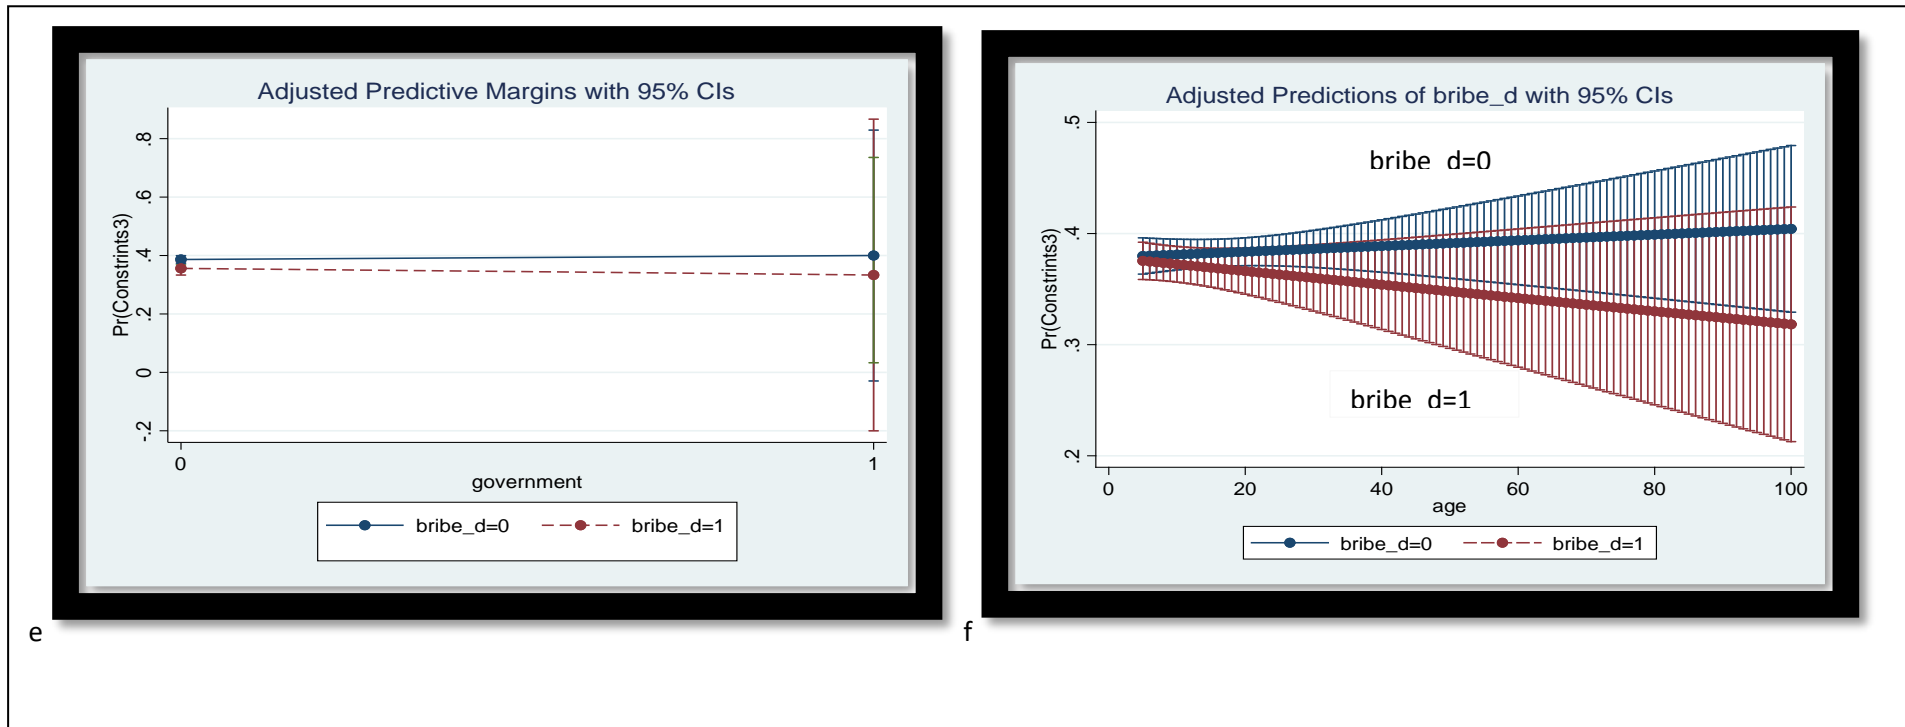 Adjusted Predictive Margins with 95% CIs
Pr(Constrints3)
.8
.6
.4
.2
0
-.2
0
1
government
bribe_d=0
bribe_d=1
e
Adjusted Predictions of bribe_d with 95% CIs
Pr(Constrints3)
.5
.4
.3
.2
bribe d=0
bribe d=1
0
20
40
60
80
100
age
bribe_d=0
bribe_d=1
f